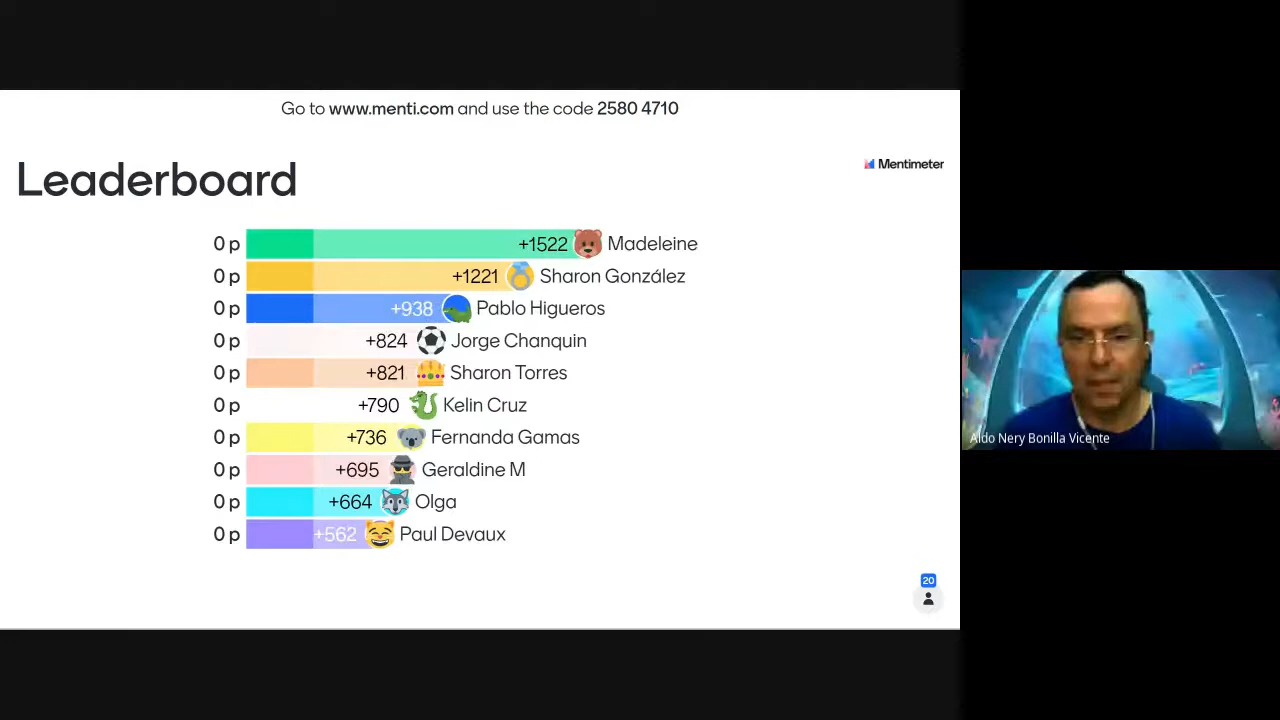 Go to www.menti.com and use the code 2580 4710
Leaderboard
Mentimeter
0 p +1522 Madeleine
0 p +1221 Sharon González
0 p +938 Pablo Higueros
0 p +824 Jorge Chanquin
0 p +821 Sharon Torres
0 p +790 Kelin Cruz
0 p +736 Fernanda Gamas
0 p +695 Geraldine M
0 p +664 Olga
0 p +562 Paul Devaux
20
Aldo Nery Bonilla Vicente